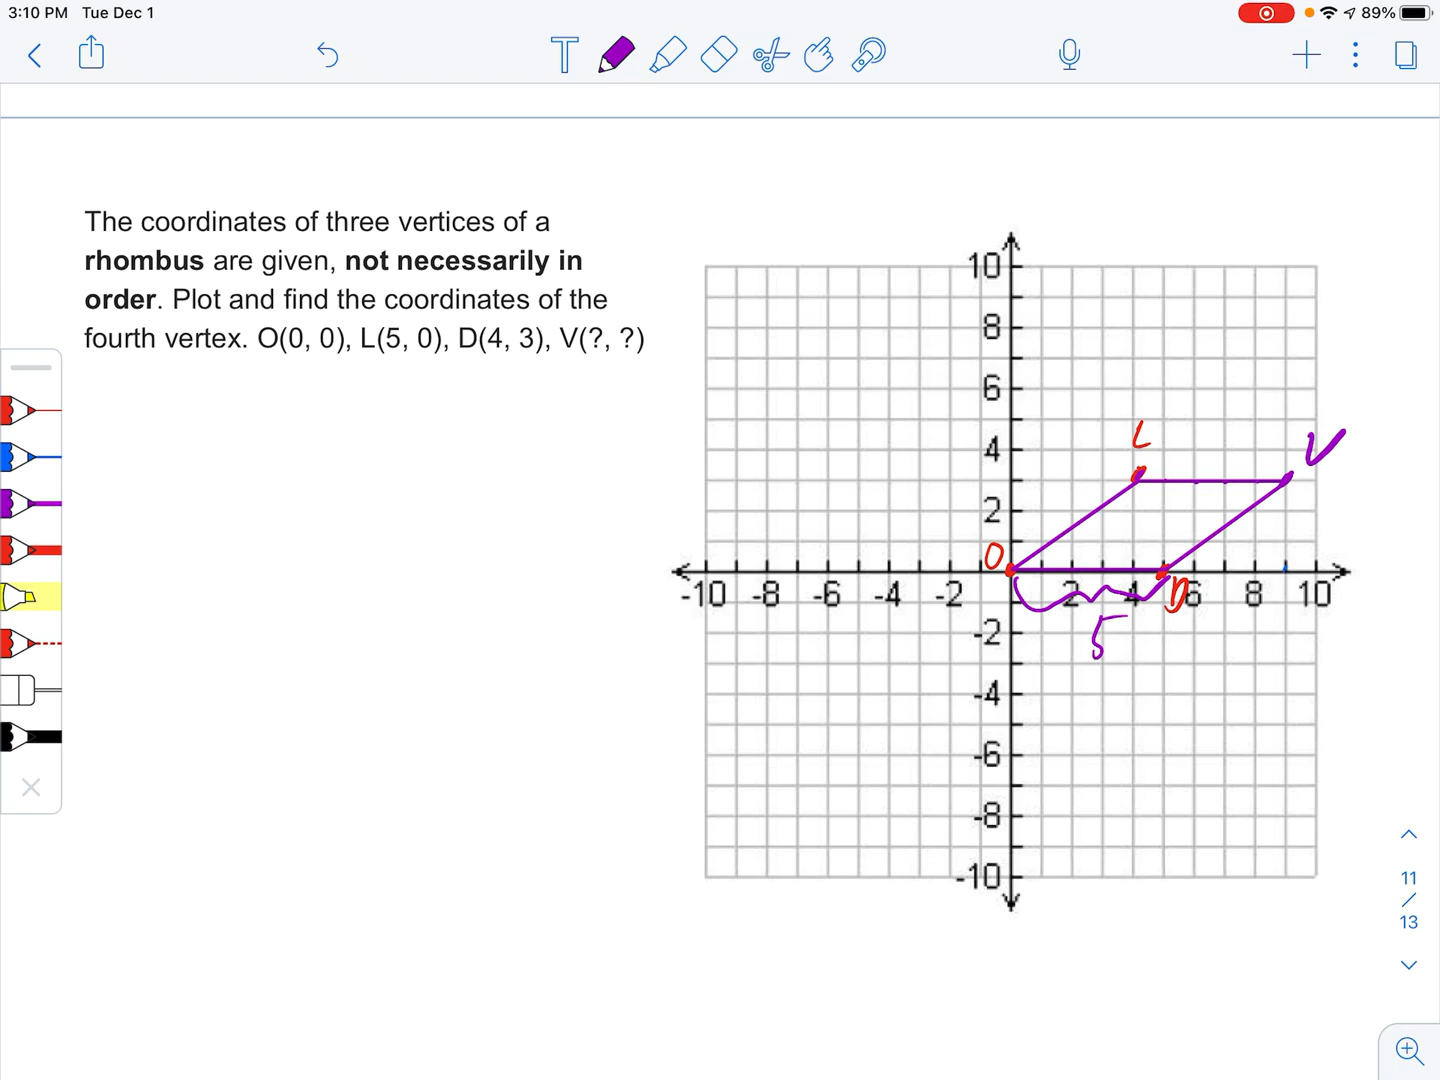 3:10 PM Tue Dec 1
89%
T
The coordinates of three vertices of a
rhombus are given, not necessarily in
order. Plot and find the coordinates of the
fourth vertex. O(0, 0), L(5, 0), D(4, 3), V(?, ?)
10
8
6
L
4
V
2
O
-10 -8 -6 -4 -2 2 4 6 8 10
D
-2
5
-4
-6
-8
-10
11
/
13